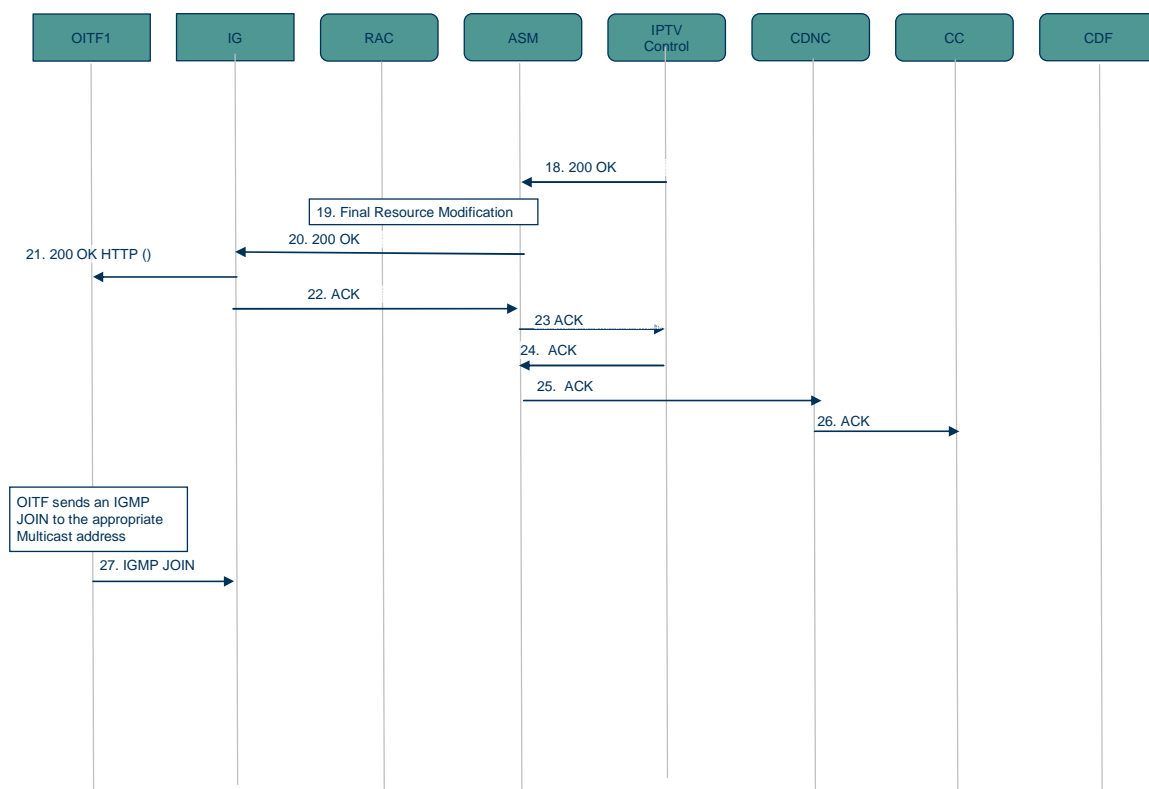 OITF1
IG
RAC
ASM
IPTV
Control
CDNC
CC
CDF
18. 200 OK
19. Final Resource Modification
20. 200 OK
21. 200 OK HTTP ()
22. ACK
23 ACK
24. ACK
25. ACK
26. ACK
OITF sends an IGMP
JOIN to the appropriate
Multicast address
27. IGMP JOIN